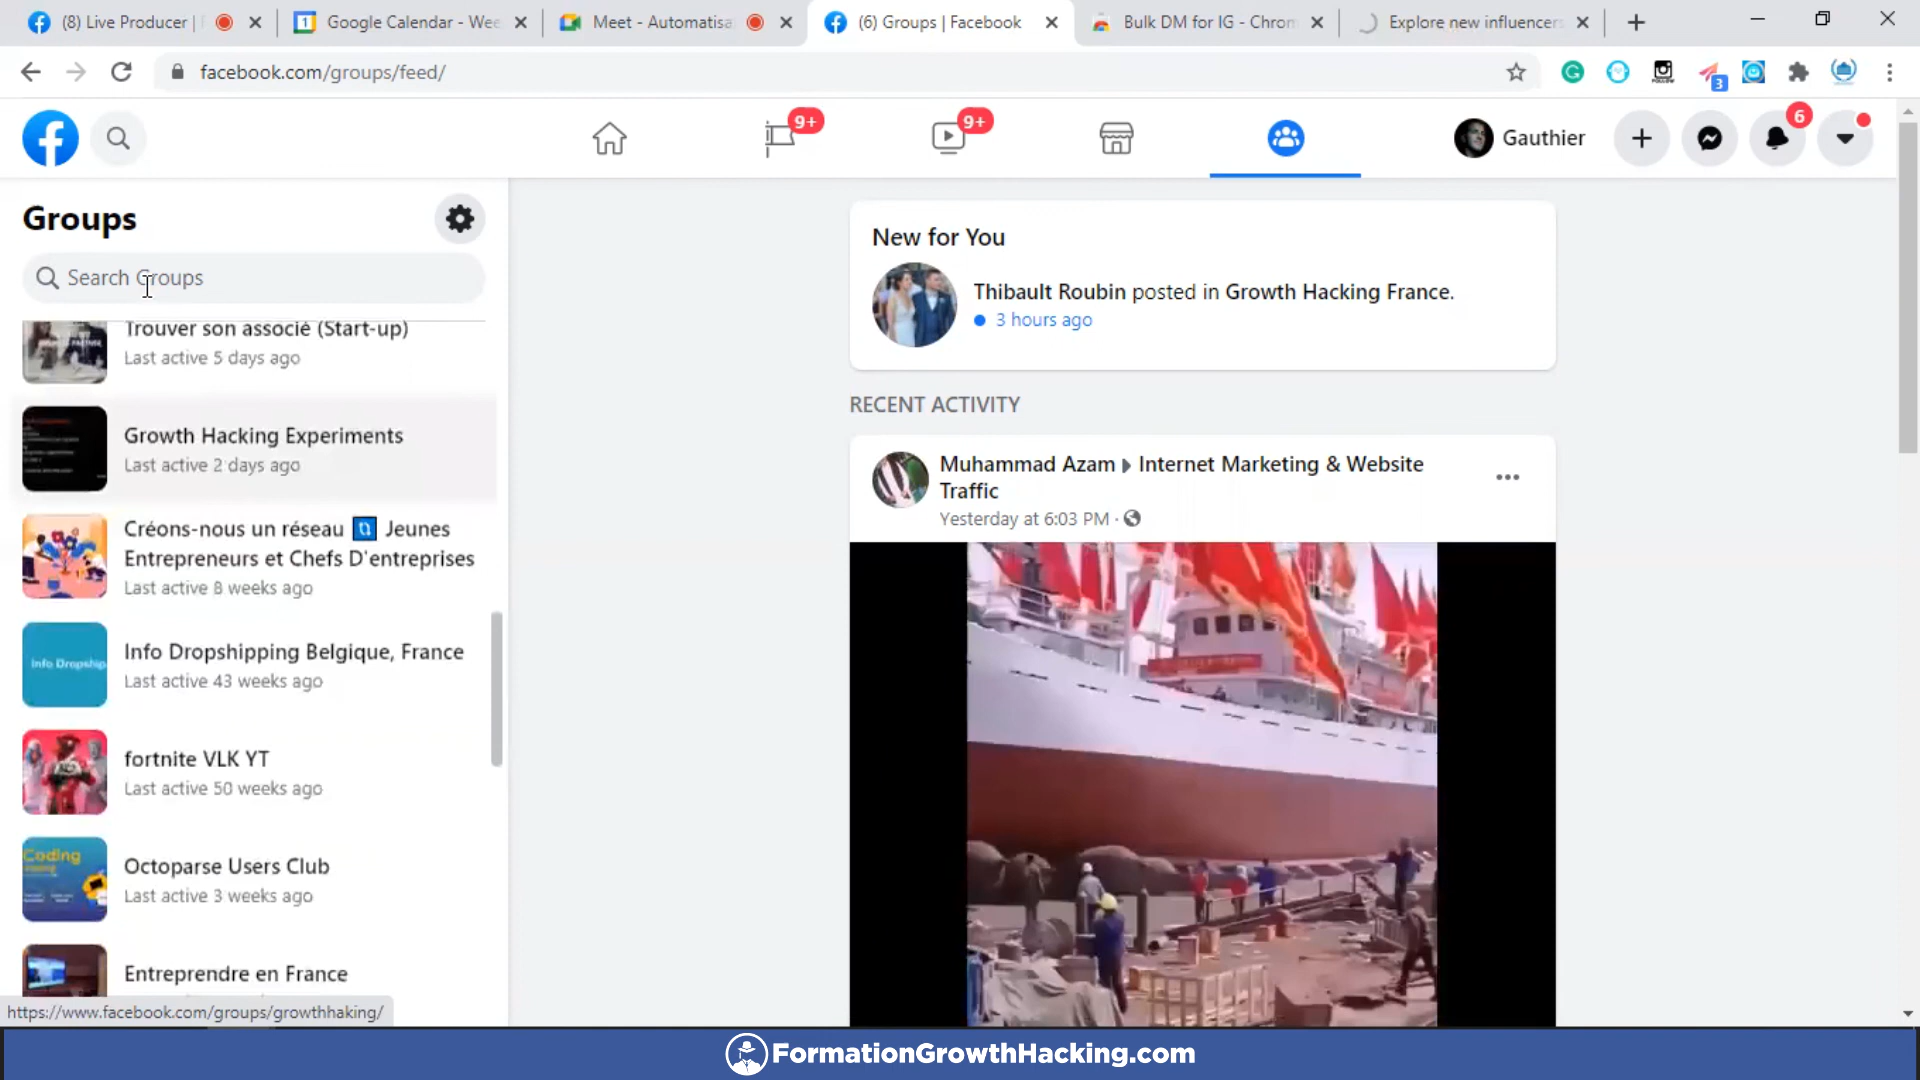 (8) Live Producer |
Google Calendar - Wee
Meet - Automatisa
(6) Groups | Facebook
Bulk DM for IG - Chrom
Explore new influencers
facebook.com/groups/feed/
3
9+
9+
Gauthier
6
Groups
Search Groups
Trouver son associé (Start-up)
Last active 5 days ago
Growth Hacking Experiments
Last active 2 days ago
Créons-nous un réseau Jeunes
Entrepreneurs et Chefs D'entreprises
Last active 8 weeks ago
Info Dropshipping Belgique, France
Last active 43 weeks ago
fortnite VLK YT
Last active 50 weeks ago
Coding
Octoparse Users Club
Last active 3 weeks ago
Entreprendre en France
https://www.facebook.com/groups/growthhaking/
New for You
Thibault Roubin posted in Growth Hacking France.
3 hours ago
RECENT ACTIVITY
Muhammad Azam Internet Marketing & Website
Traffic
Yesterday at 6:03 PM ·
FormationGrowthHacking.com